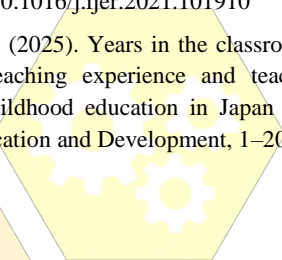 0.1016/j.ijer.2021.101910
(2025). Years in the classro
eaching experience and teac
ildhood education in Japan
cation and Development, 1–20